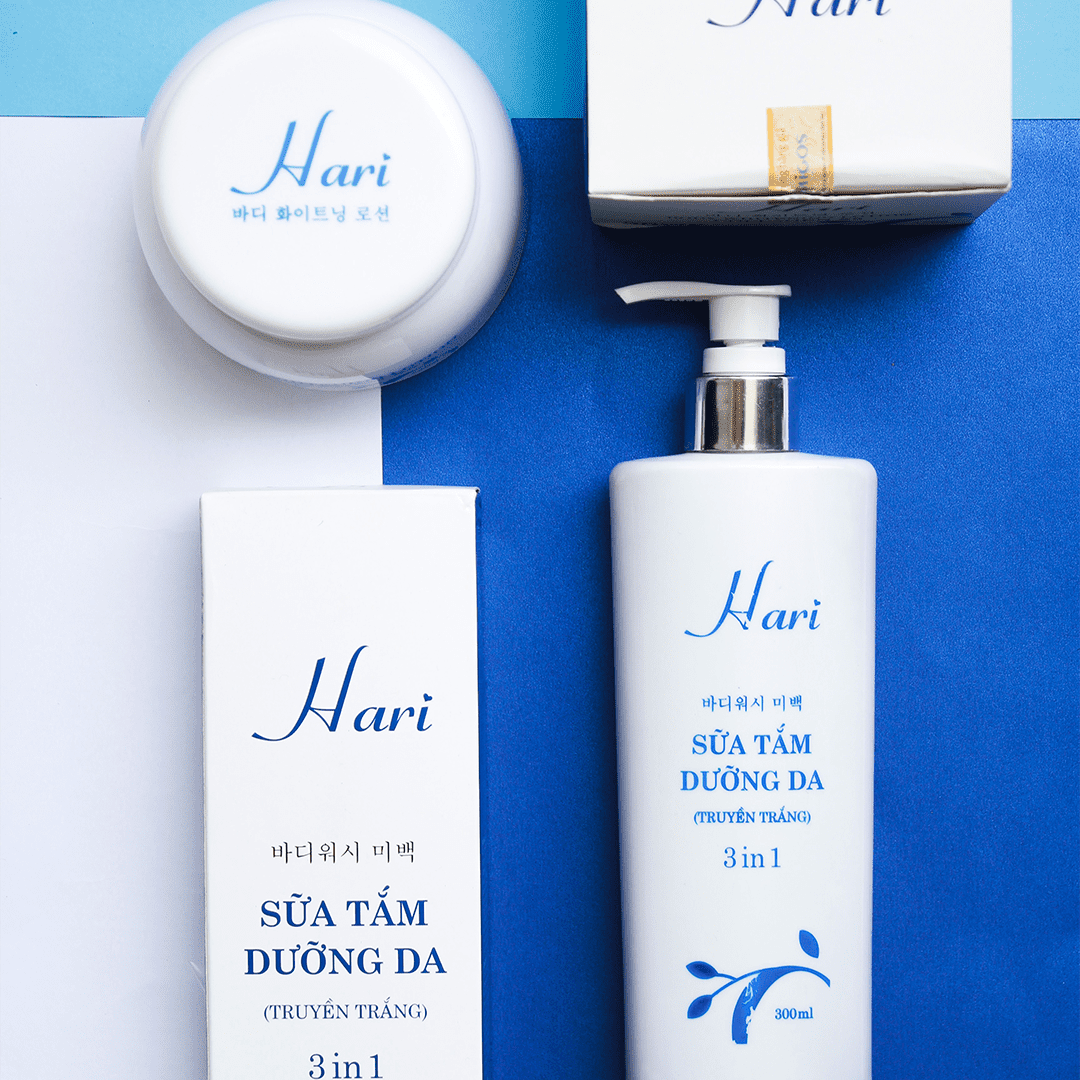 Hari
바디 화이트닝 로션
Hari
MIGOS
Hari
바디워시 미백
SỮA TẮM
DƯỠNG DA
(TRUYỀN TRẮNG)
3 in 1
Hari
바디워시 미백
SỮA TẮM
DƯỠNG DA
(TRUYỀN TRẮNG)
3 in 1
300ml